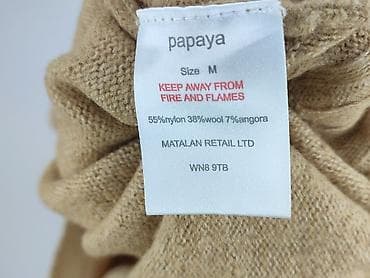 papaya
Size M
KEEP AWAY FROM
FIRE AND FLAMES
55%nylon 38%wool 7%angora
MATALAN RETAIL LTD
WN8 9TB